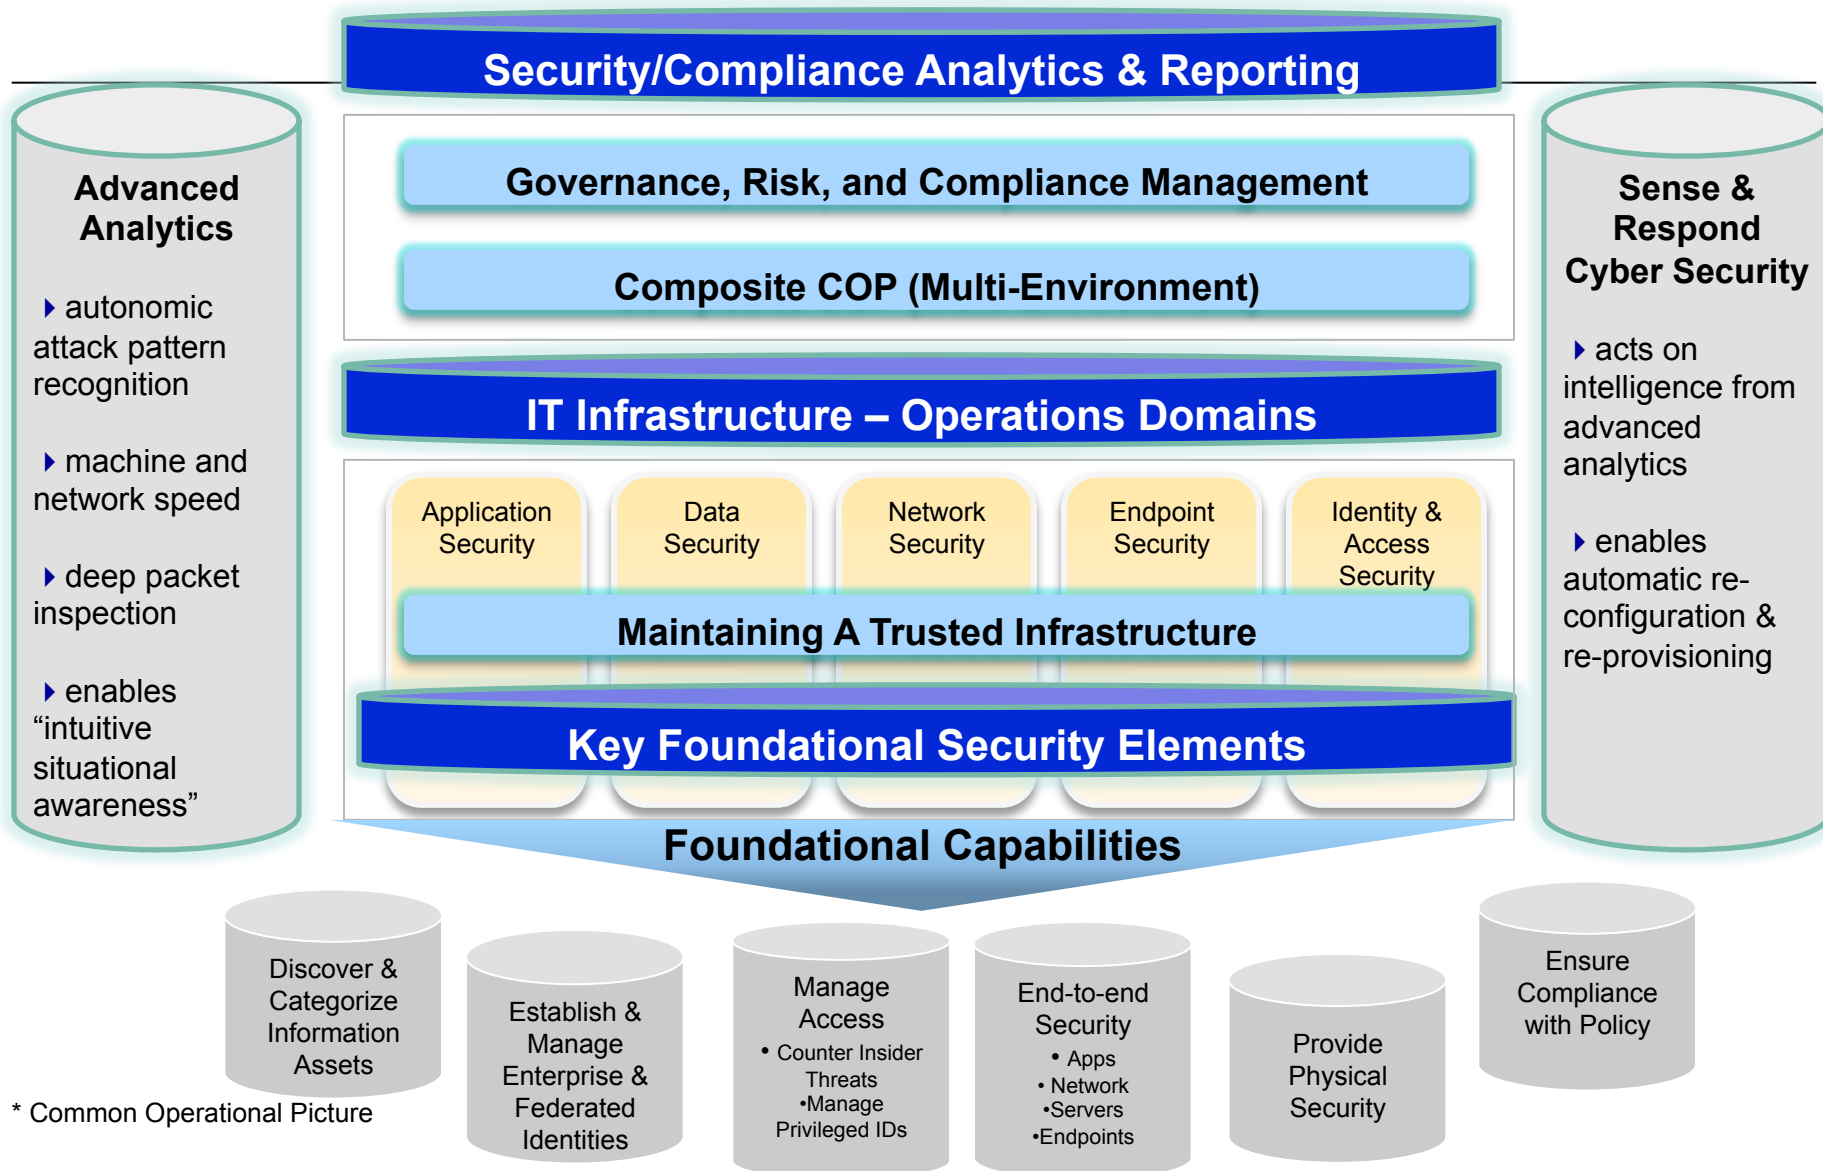 Security/Compliance Analytics & Reporting
Advanced
Analytics
autonomic
attack pattern
recognition
machine and
network speed
deep packet
inspection
enables
“intuitive
situational
awareness”
Governance, Risk, and Compliance Management
Composite COP (Multi-Environment)
IT Infrastructure – Operations Domains
Application
Security
Data
Security
Network
Security
Endpoint
Security
Identity &
Access
Security
Maintaining A Trusted Infrastructure
Key Foundational Security Elements
Foundational Capabilities
Sense &
Respond
Cyber Security
acts on
intelligence from
advanced
analytics
enables
automatic re-
configuration &
re-provisioning
Discover &
Categorize
Information
Assets
Establish &
Manage
Enterprise &
Federated
Identities
Manage
Access
• Counter Insider
Threats
•Manage
Privileged IDs
End-to-end
Security
• Apps
• Network
•Servers
•Endpoints
Provide
Physical
Security
Ensure
Compliance
with Policy
* Common Operational Picture